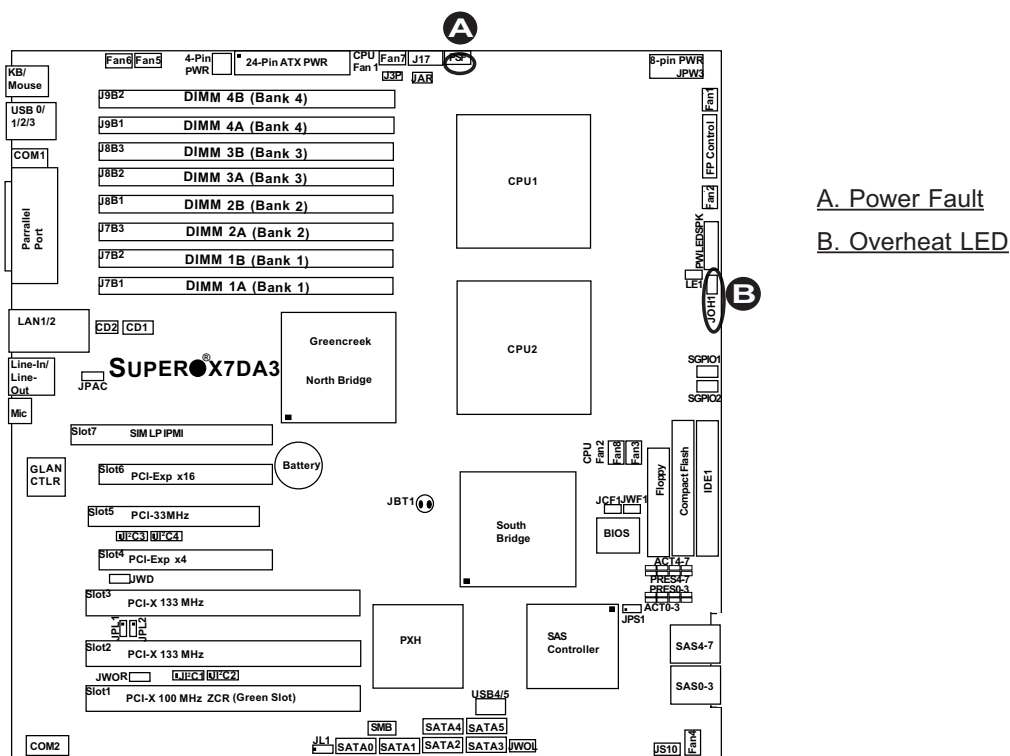 A
Fan6 Fan5
4-Pin
PWR
24-Pin ATX PWR
CPU
Fan 1
Fan7
J17
PSF
J3P
JAR
8-pin PWR
JPW3
KB/
Mouse
USB 0/
1/2/3
COM1
Parrallel
Port
J9B2 DIMM 4B (Bank 4)
J9B1 DIMM 4A (Bank 4)
J8B3 DIMM 3B (Bank 3)
J8B2 DIMM 3A (Bank 3)
J8B1 DIMM 2B (Bank 2)
J7B3 DIMM 2A (Bank 2)
J7B2 DIMM 1B (Bank 1)
J7B1 DIMM 1A (Bank 1)
CPU1
Fan1
FP Control
Fan2
PWLEDSPK
LE1
JOH1
B
A. Power Fault
B. Overheat LED
LAN1/2
CD2 CD1
Greencreek
North Bridge
CPU2
SUPER®X7DA3
Line-In/
Line-
Out
JPAC
Mic
SGPIO1
SGPIO2
Slot7 SIMLP IPMI
GLAN
CTLR
Slot6 PCI-Exp x16
Battery
CPU
Fan2
Fan8
Fan3
Floppy
Compact Flash
IDE1
Slot5 PCI-33MHz
JBT1
JCF1 JWF1
BIOS
South
Bridge
JI²C3 JI²C4
Slot4 PCI-Exp x4
JWD
ACT4-7
PRES4-7
PRES0-3
ACT0-3
Slot3 PCI-X 133 MHz
JPL1
JPL2
PXH
SAS
Controller
JPS1
Slot2 PCI-X 133 MHz
SAS4-7
JWOR
JI²C1 JI²C2
SAS0-3
Slot1 PCI-X 100 MHz ZCR (Green Slot)
USB4/5
SMB
SATA4 SATA5
COM2
JL1
SATA0 SATA1 SATA2 SATA3 JWOL
JS10
Fan4